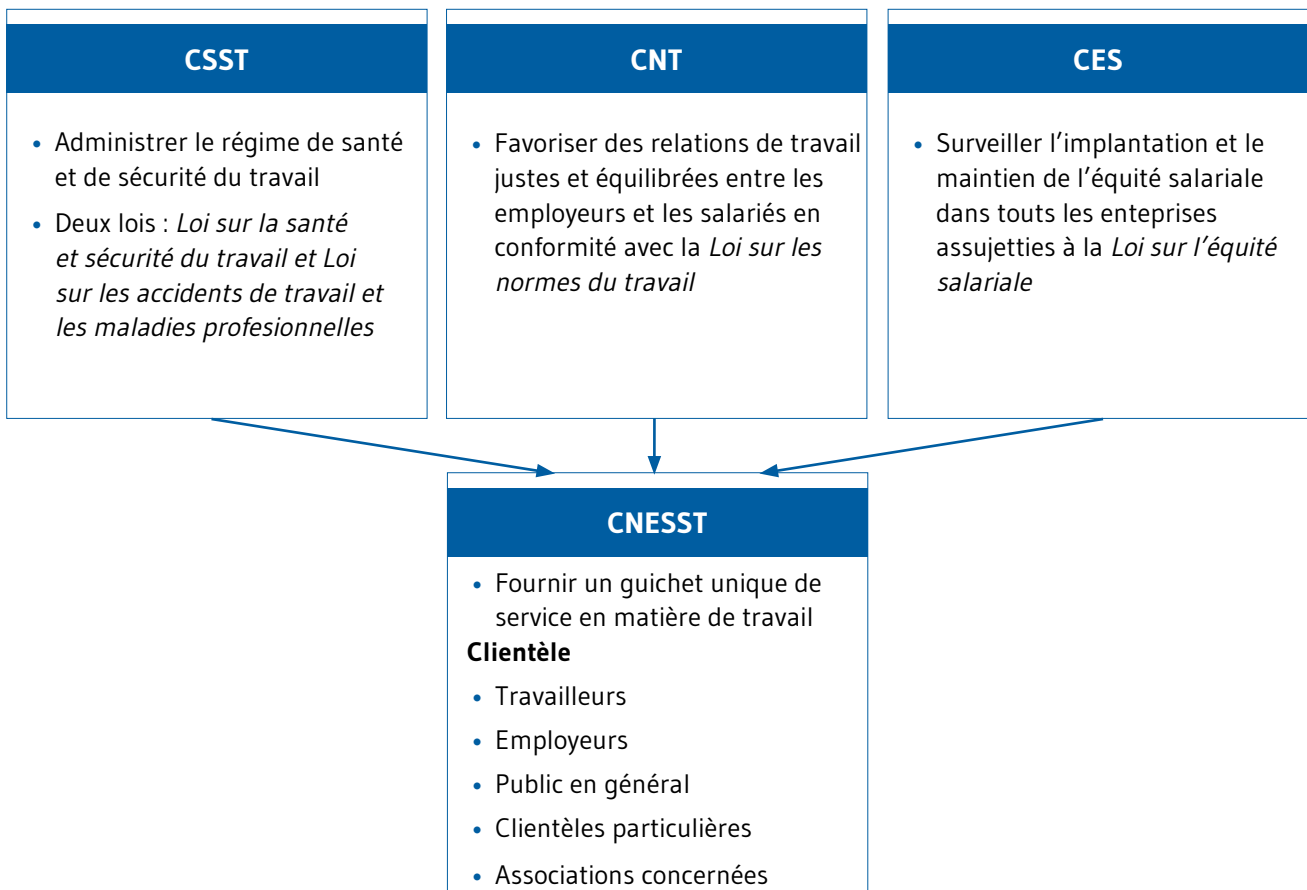 CSST
• Administrer le régime de santé
et de sécurité du travail
• Deux lois : Loi sur la santé
et sécurité du travail et Loi
sur les accidents de travail et
les maladies profesionnelles
CNT
• Favoriser des relations de travail
justes et équilibrées entre les
employeurs et les salariés en
conformité avec la Loi sur les
normes du travail
CES
• Surveiller l’implantation et le
maintien de l’équité salariale
dans touts les enteprises
assujetties à la Loi sur l’équité
salariale
CNESST
• Fournir un guichet unique de
service en matière de travail
Clientèle
• Travailleurs
• Employeurs
• Public en général
• Clientèles particulières
• Associations concernées